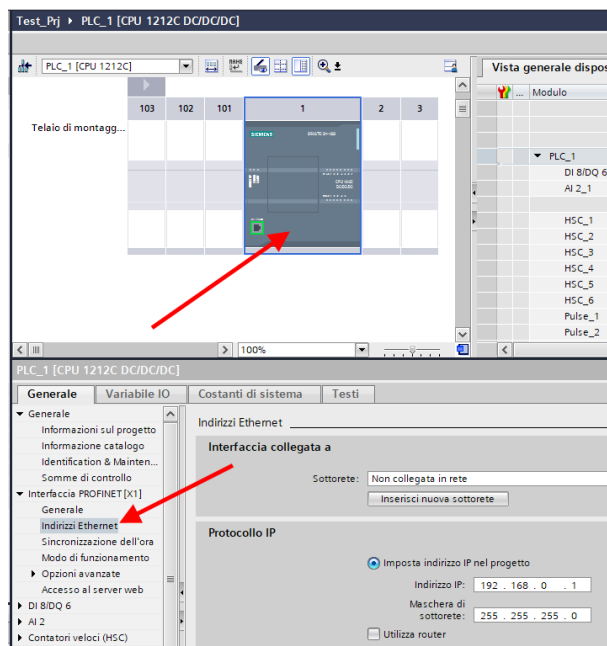 Test_Prj ▸ PLC_1 [CPU 1212C DC/DC/DC]
PLC_1 [CPU 1212C]
Vista generale dispos
... Modulo
103 102 101 1 2 3
Telaio di montagg...
SIEMENS
PLC_1
DI 8/DQ 6
AI 2_1
HSC_1
HSC_2
HSC_3
HSC_4
HSC_5
HSC_6
Pulse_1
Pulse_2
100%
PLC_1 [CPU 1212C DC/DC/DC]
Generale Variabile IO Costanti di sistema Testi
Generale
Informazioni sul progetto
Informazione catalogo
Identification & Mainten...
Somme di controllo
Interfaccia PROFINET [X1]
Generale
Indirizzi Ethernet
Sincronizzazione dell'ora
Modo di funzionamento
Opzioni avanzate
Accesso al server web
DI 8/DQ 6
AI 2
Contatori veloci (HSC)
Indirizzi Ethernet
Interfaccia collegata a
Sottorete: Non collegata in rete
Inserisci nuova sottorete
Protocollo IP
Imposta indirizzo IP nel progetto
Indirizzo IP: 192 . 168 . 0 . 1
Maschera di
sottorete: 255 . 255 . 255 . 0
Utilizza router